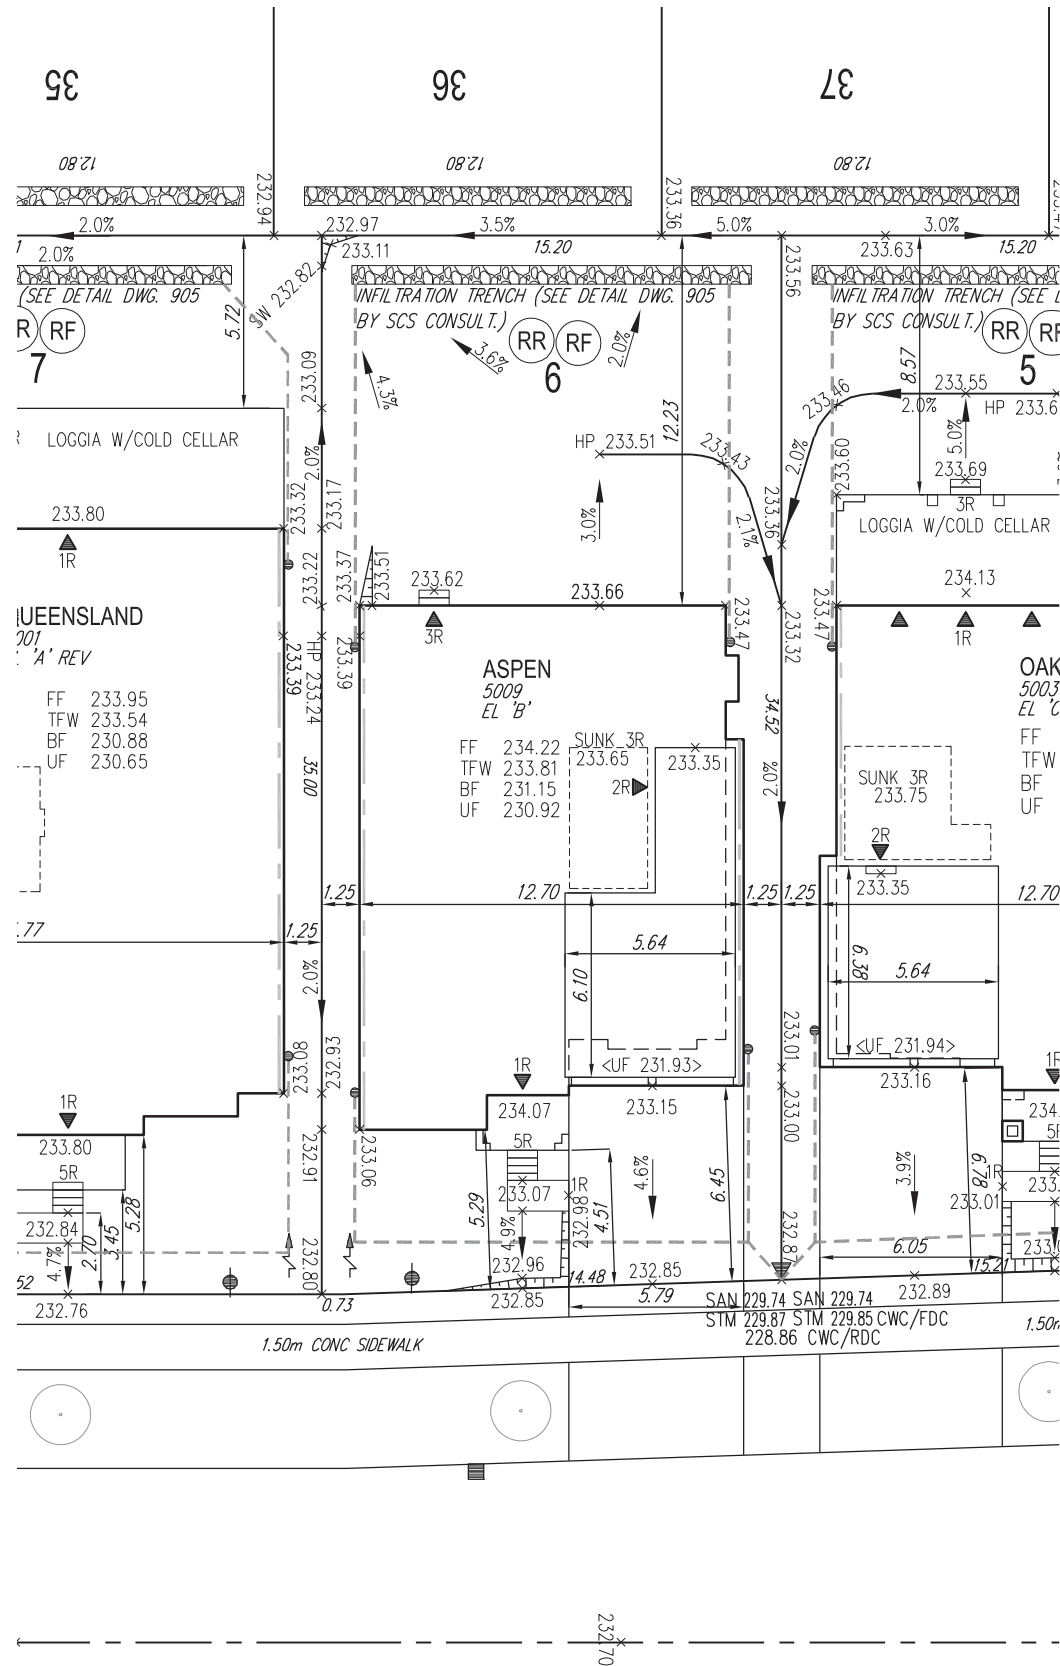 35
36
37
12.80
12.80
12.80
232.94
232.97
233.36
2.0%
3.5%
5.0%
3.0%
233.11
15.20
233.63
15.20
2.0%
SW 232.82
233.56
(SEE DETAIL DWG. 905
INFILTRATION TRENCH (SEE DETAIL DWG. 905
BY SCS CONSULT.)
INFILTRATION TRENCH (SEE
BY SCS CONSULT.)
R RF
7
5.72
RR RF
6
3.6%
2.0%
4.3%
RR RF
5
8.57
233.09
12.23
233.46
233.55
2.0%
HP 233.6
LOGGIA W/COLD CELLAR
2.0%
HP 233.51
233.43
2.0%
5.0%
233.60
233.69
3R
233.80
1R
233.32
233.17
3.0%
2.1%
233.36
LOGGIA W/COLD CELLAR
233.22
233.37
233.51
233.62
3R
233.66
233.47
233.32
233.47
234.13
1R
UEENSLAND
001
'A' REV
233.39
HP 233.24
233.39
ASPEN
5009
EL 'B'
OAK
5003
EL 'C
FF 233.95
TFW 233.54
BF 230.88
UF 230.65
35.00
FF 234.22
TFW 233.81
BF 231.15
UF 230.92
SUNK 3R
233.65
2R
233.35
34.52
2.0%
SUNK 3R
233.75
FF
TFW
BF
UF
2R
233.35
1.25
12.70
1.25
1.25
12.70
.77
1.25
2.0%
5.64
6.10
6.38
5.64
233.08
232.93
<UF 231.93>
233.01
<UF 231.94>
1R
1R
234.07
233.15
233.00
233.16
1R
234.
233.80
5R
232.91
233.06
5R
233.07
1R
232.98
4.51
4.6%
6.45
3.9%
6.78
1R
233.01
5R
233.
232.84
4.7%
2.70
3.45
5.28
5.29
4.9%
232.96
232.85
232.80
14.48
232.85
5.79
232.87
6.05
233.0
15.21
232.89
52
232.76
0.73
SAN 229.74 SAN 229.74
STM 229.87 STM 229.85 CWC/FDC
228.86 CWC/RDC
1.50m CONC SIDEWALK
1.50m
232.70